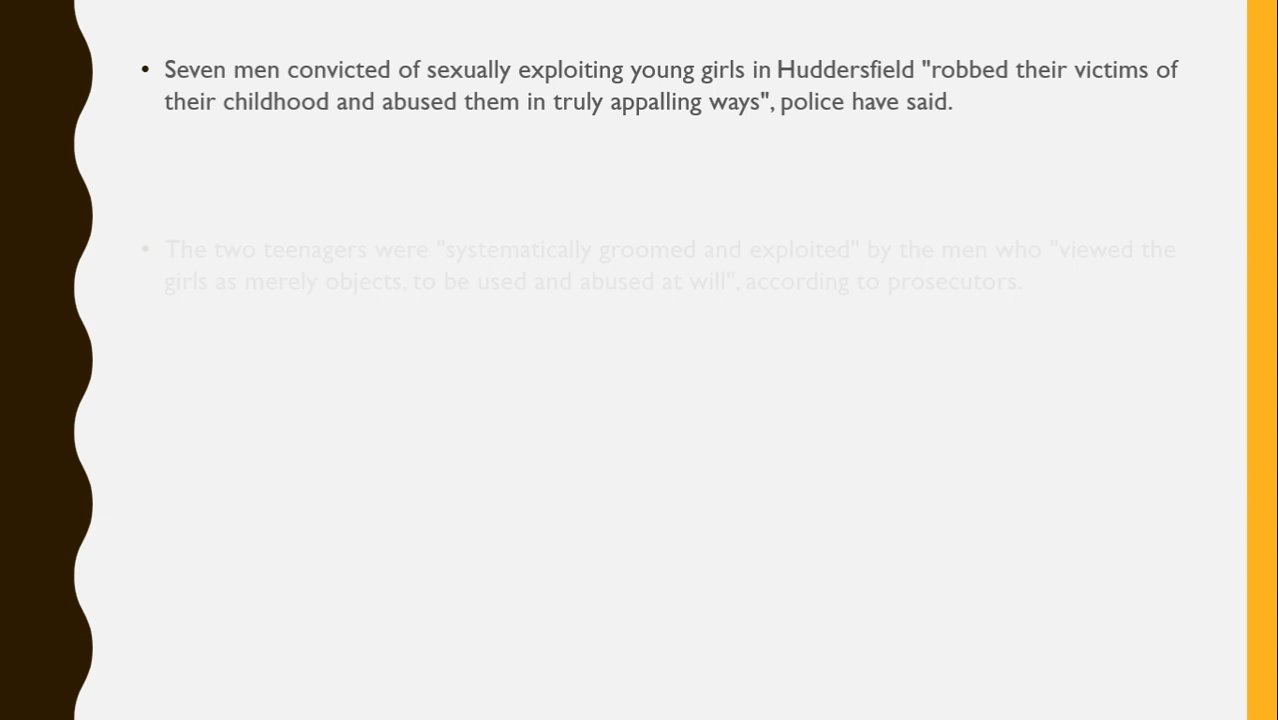 • Seven men convicted of sexually exploiting young girls in Huddersfield "robbed their victims of
their childhood and abused them in truly appalling ways", police have said.
• The two teenagers were "systematically groomed and exploited" by the men who "viewed the
girls as merely objects, to be used and abused at will", according to prosecutors.